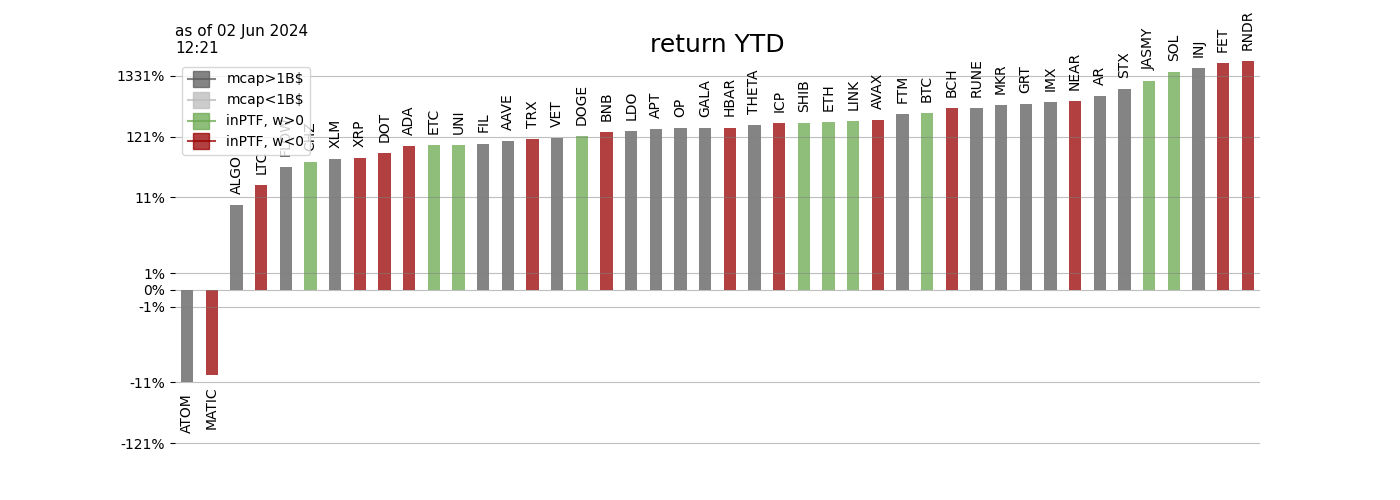 as of 02 Jun 2024
12:21
return YTD
mcap>1B$
mcap<1B$
inPTF, w>0
inPTF, w<0
1331%
121%
11%
1%
0%
-1%
-11%
-121%
ATOM
MATIC
ALGO
LTC
FLOW
CHZ
XLM
XRP
DOT
ADA
ETC
UNI
FIL
AAVE
TRX
VET
DOGE
BNB
LDO
APT
OP
GALA
HBAR
THETA
ICP
SHIB
ETH
LINK
AVAX
FTM
BTC
BCH
RUNE
MKR
GRT
IMX
NEAR
AR
STX
JASMY
SOL
INJ
FET
RNDR